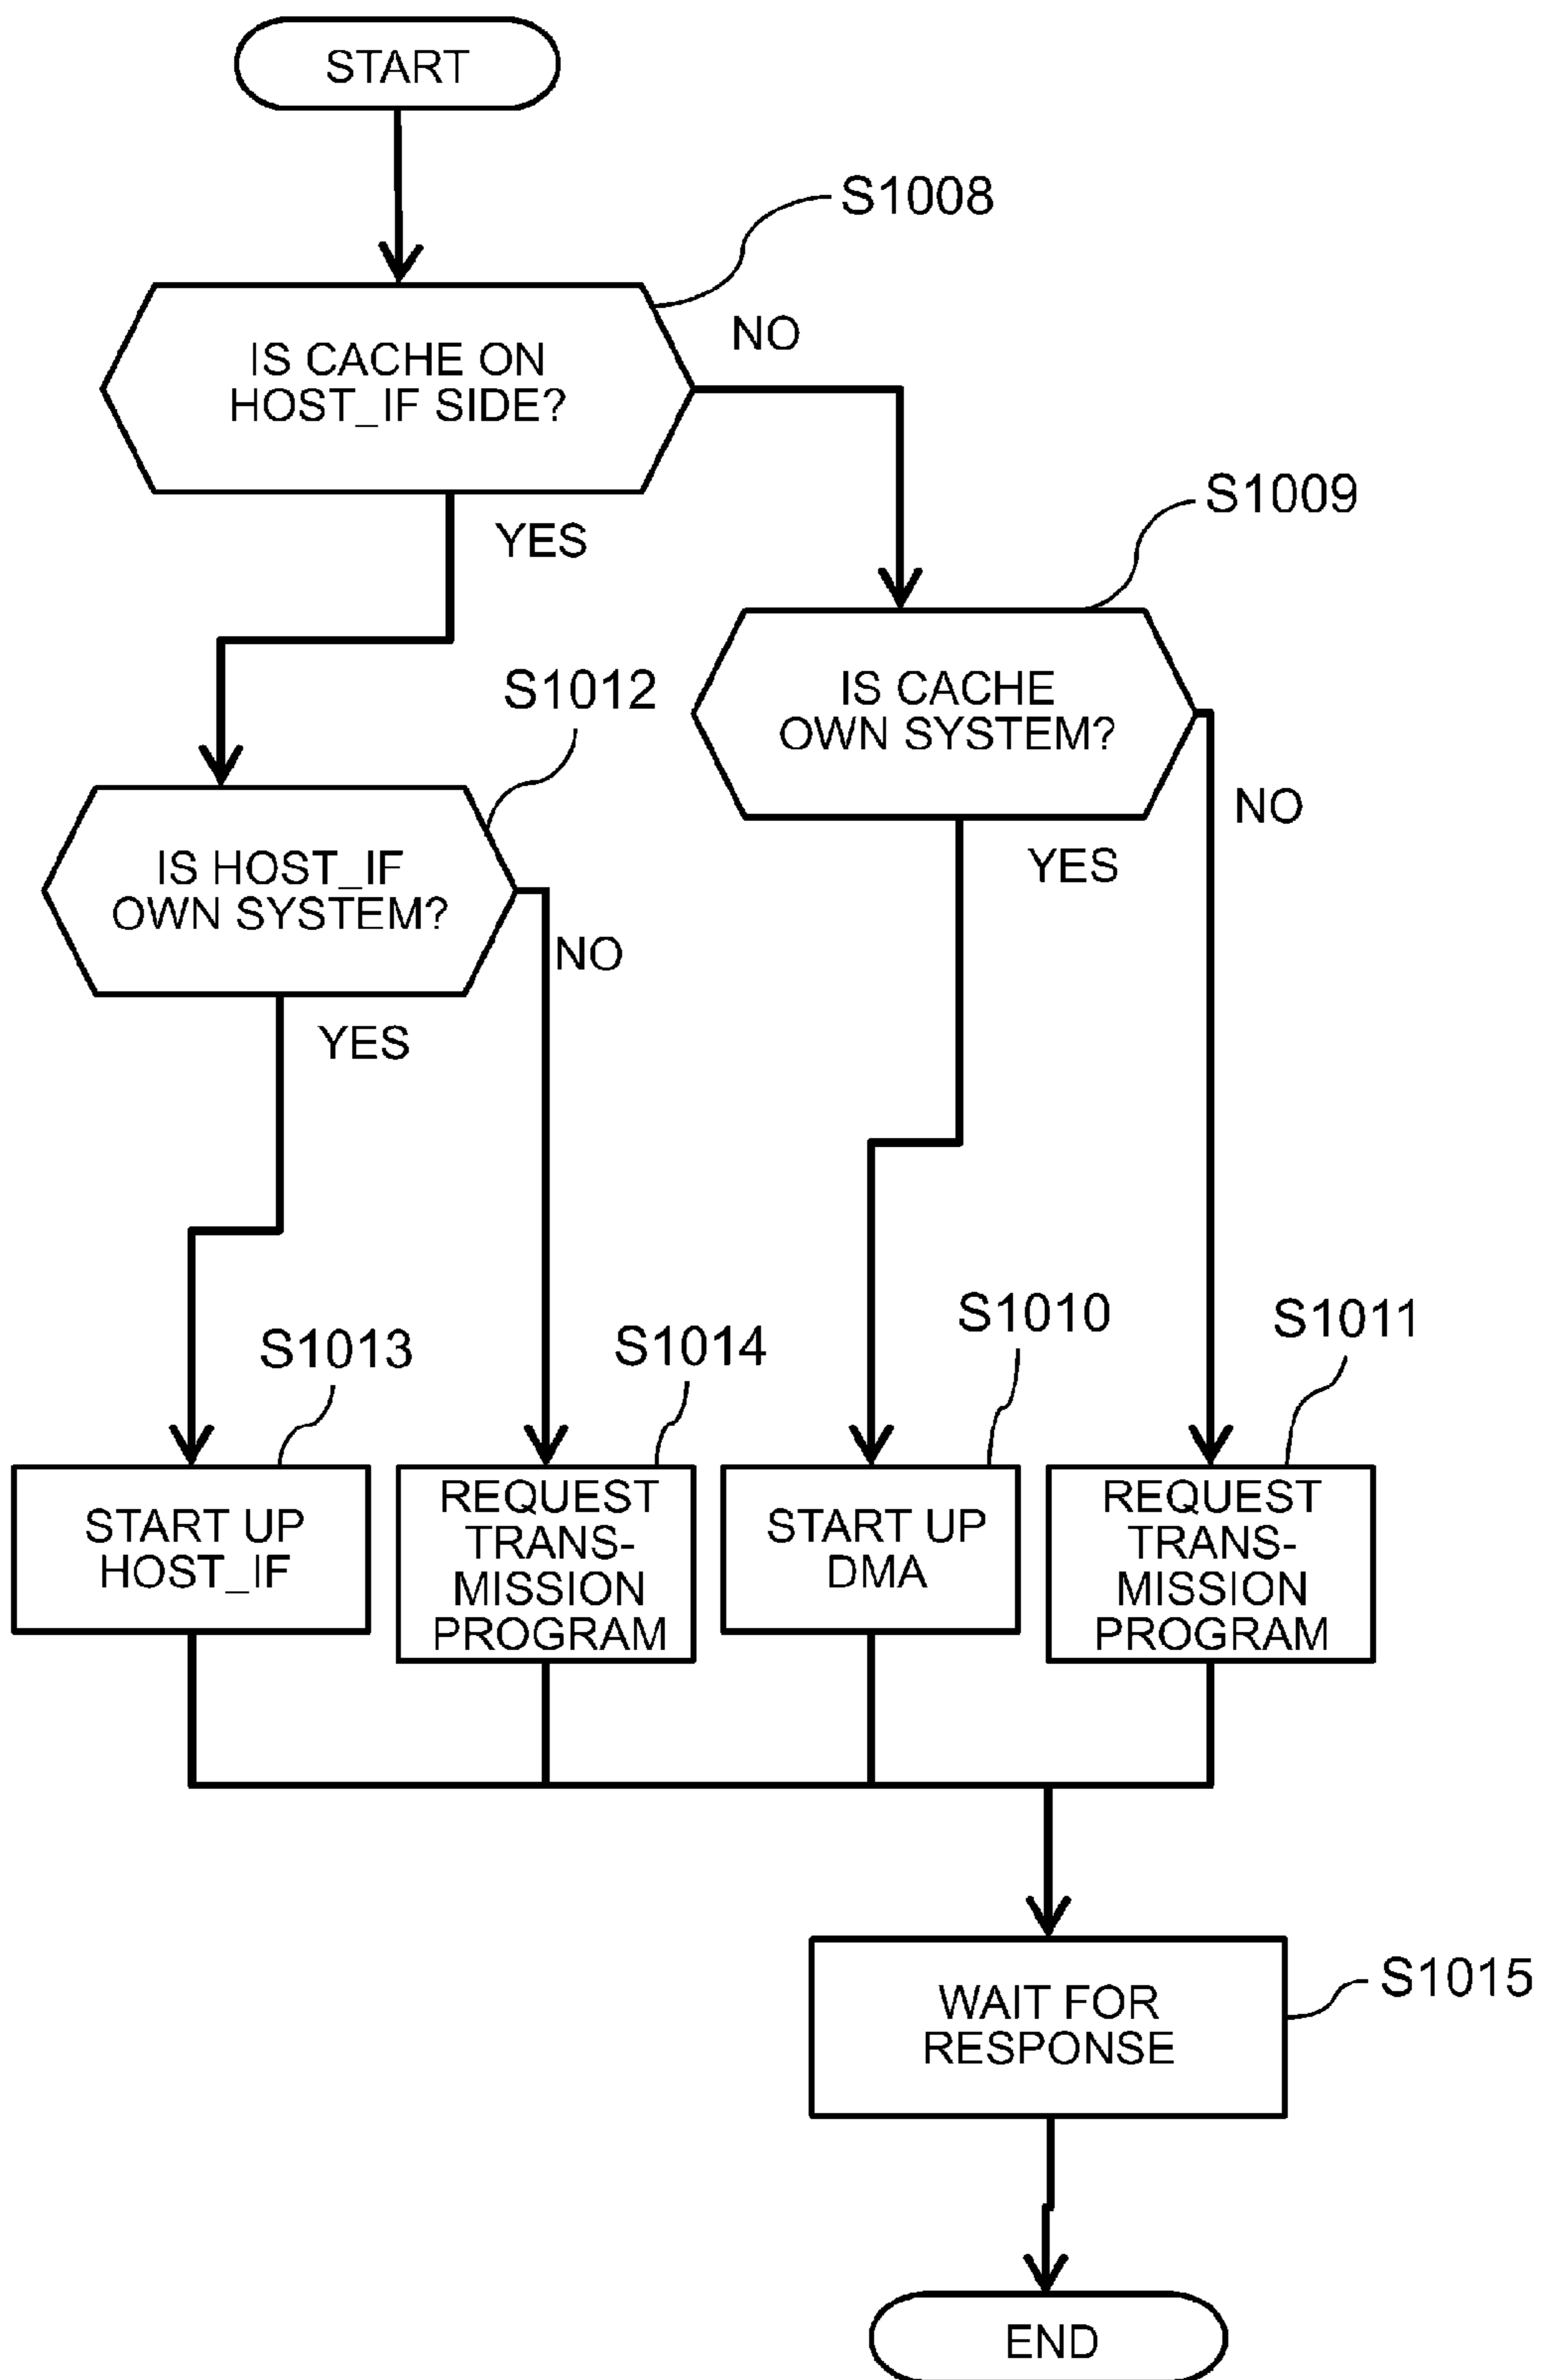 START
S1008
IS CACHE ON
HOST_IF SIDE?
NO
YES
S1009
IS CACHE
OWN SYSTEM?
NO
YES
S1012
IS HOST_IF
OWN SYSTEM?
NO
YES
S1013
START UP
HOST_IF
S1014
REQUEST
TRANS-
MISSION
PROGRAM
S1010
START UP
DMA
S1011
REQUEST
TRANS-
MISSION
PROGRAM
WAIT FOR
RESPONSE
S1015
END